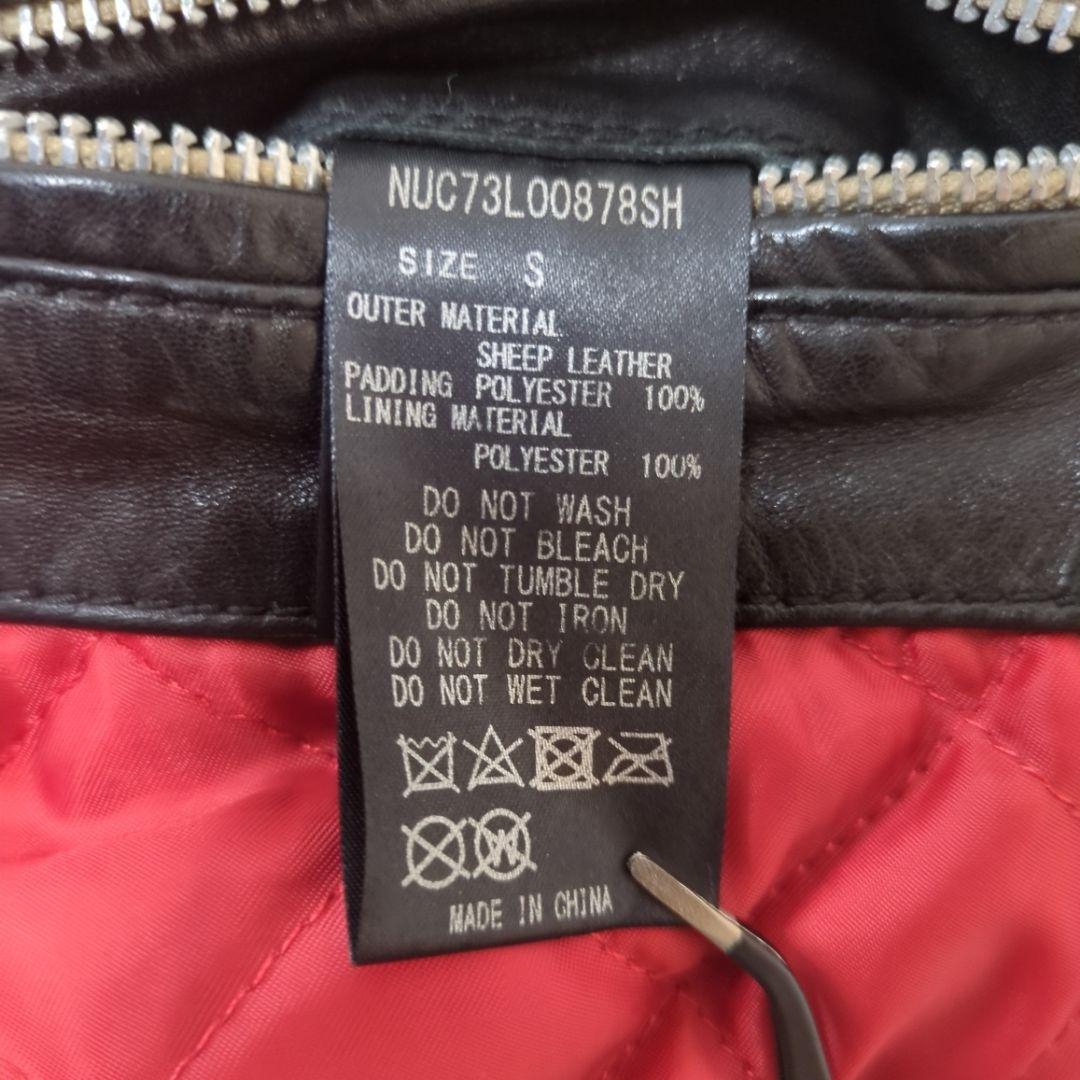 NUC73L00878SH
SIZE S
OUTER MATERIAL
SHEEP LEATHER
PADDING POLYESTER 100%
LINING MATERIAL
POLYESTER 100%
DO NOT WASH
DO NOT BLEACH
DO NOT TUMBLE DRY
DO NOT IRON
DO NOT DRY CLEAN
DO NOT WET CLEAN
W
MADE IN CHINA